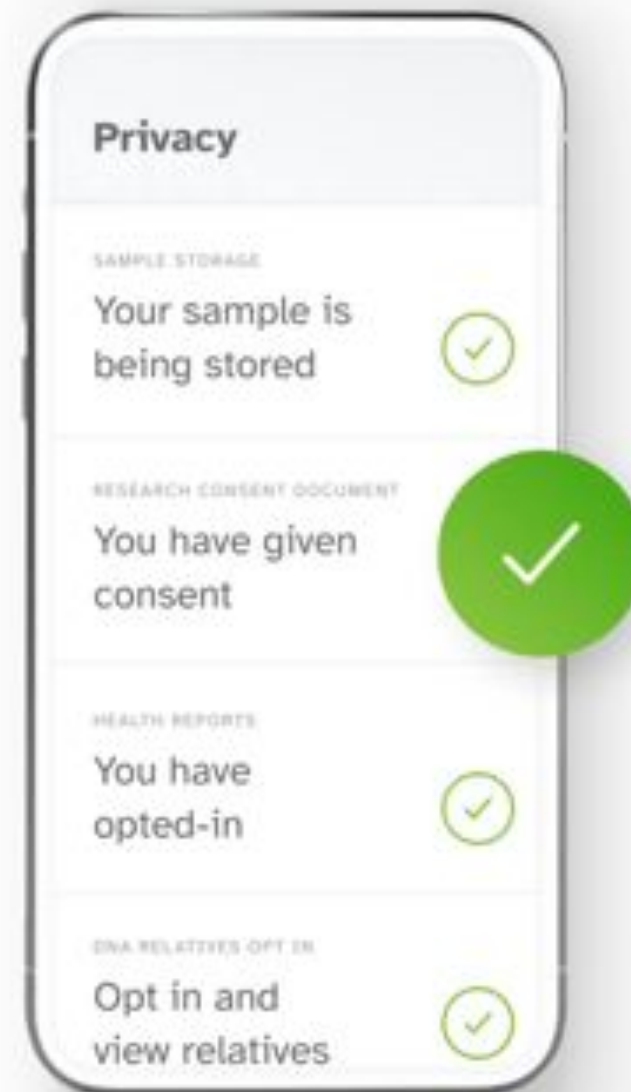 Privacy
SAMPLE STORAGE
Your sample is
being stored
RESEARCH CONSENT DOCUMENT
You have given
consent
HEALTH REPORTS
You have
opted-in
DNA RELATIVES OPT IN
Opt in and
view relatives